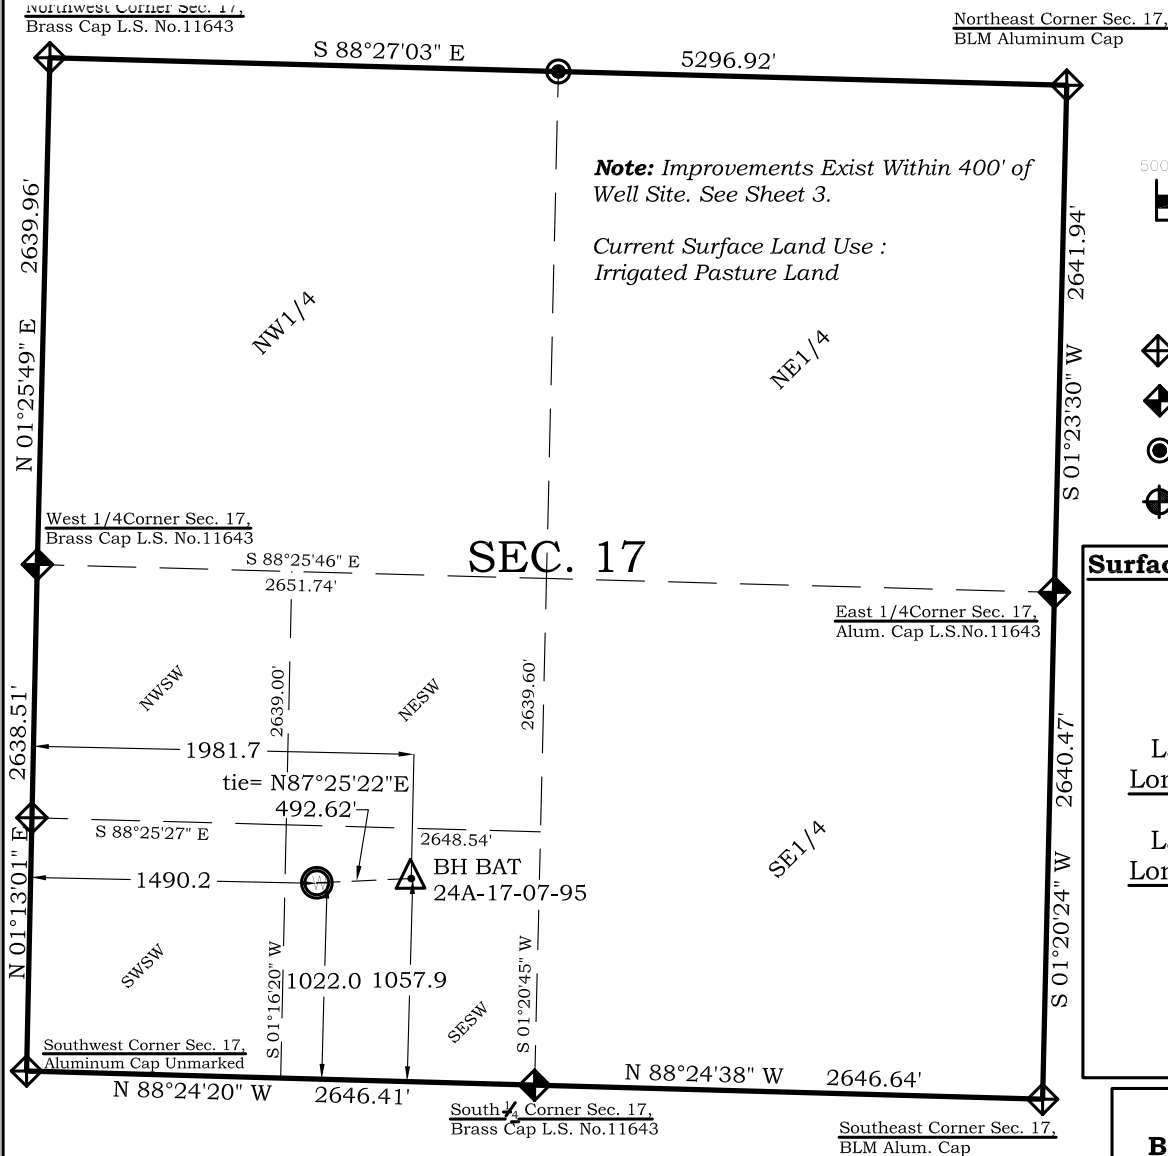 Northwest Corner Sec. 17,
Brass Cap L.S. No.11643
Northeast Corner Sec. 17,
BLM Aluminum Cap
S 88°27'03" E
5296.92'
Note: Improvements Exist Within 400' of
Well Site. See Sheet 3.
Current Surface Land Use :
Irrigated Pasture Land
500
2639.96'
N 01°25'49" E
2641.94'
S 01°23'30" W
NW1/4
NE1/4
West 1/4Corner Sec. 17,
Brass Cap L.S. No.11643
S 88°25'46" E
2651.74'
SEC. 17
East 1/4Corner Sec. 17,
Alum. Cap L.S.No.11643
Surfac
NWSW
2639.00'
NESW
2639.60'
2638.51'
2640.47'
1981.7
tie= N87°25'22"E
492.62'
La
Lon
S 88°25'27" E
2648.54'
N 01°13'01" E
SE1/4
BH BAT
24A-17-07-95
1490.2
W
La
Lon
SWSW
S 01°16'20" W
1022.0
1057.9
SESW
S 01°20'45" W
S 01°20'24" W
Southwest Corner Sec. 17,
Aluminum Cap Unmarked
N 88°24'20" W
2646.41'
N 88°24'38" W
2646.64'
South 1/4 Corner Sec. 17,
Brass Cap L.S. No.11643
Southeast Corner Sec. 17,
BLM Alum. Cap
B